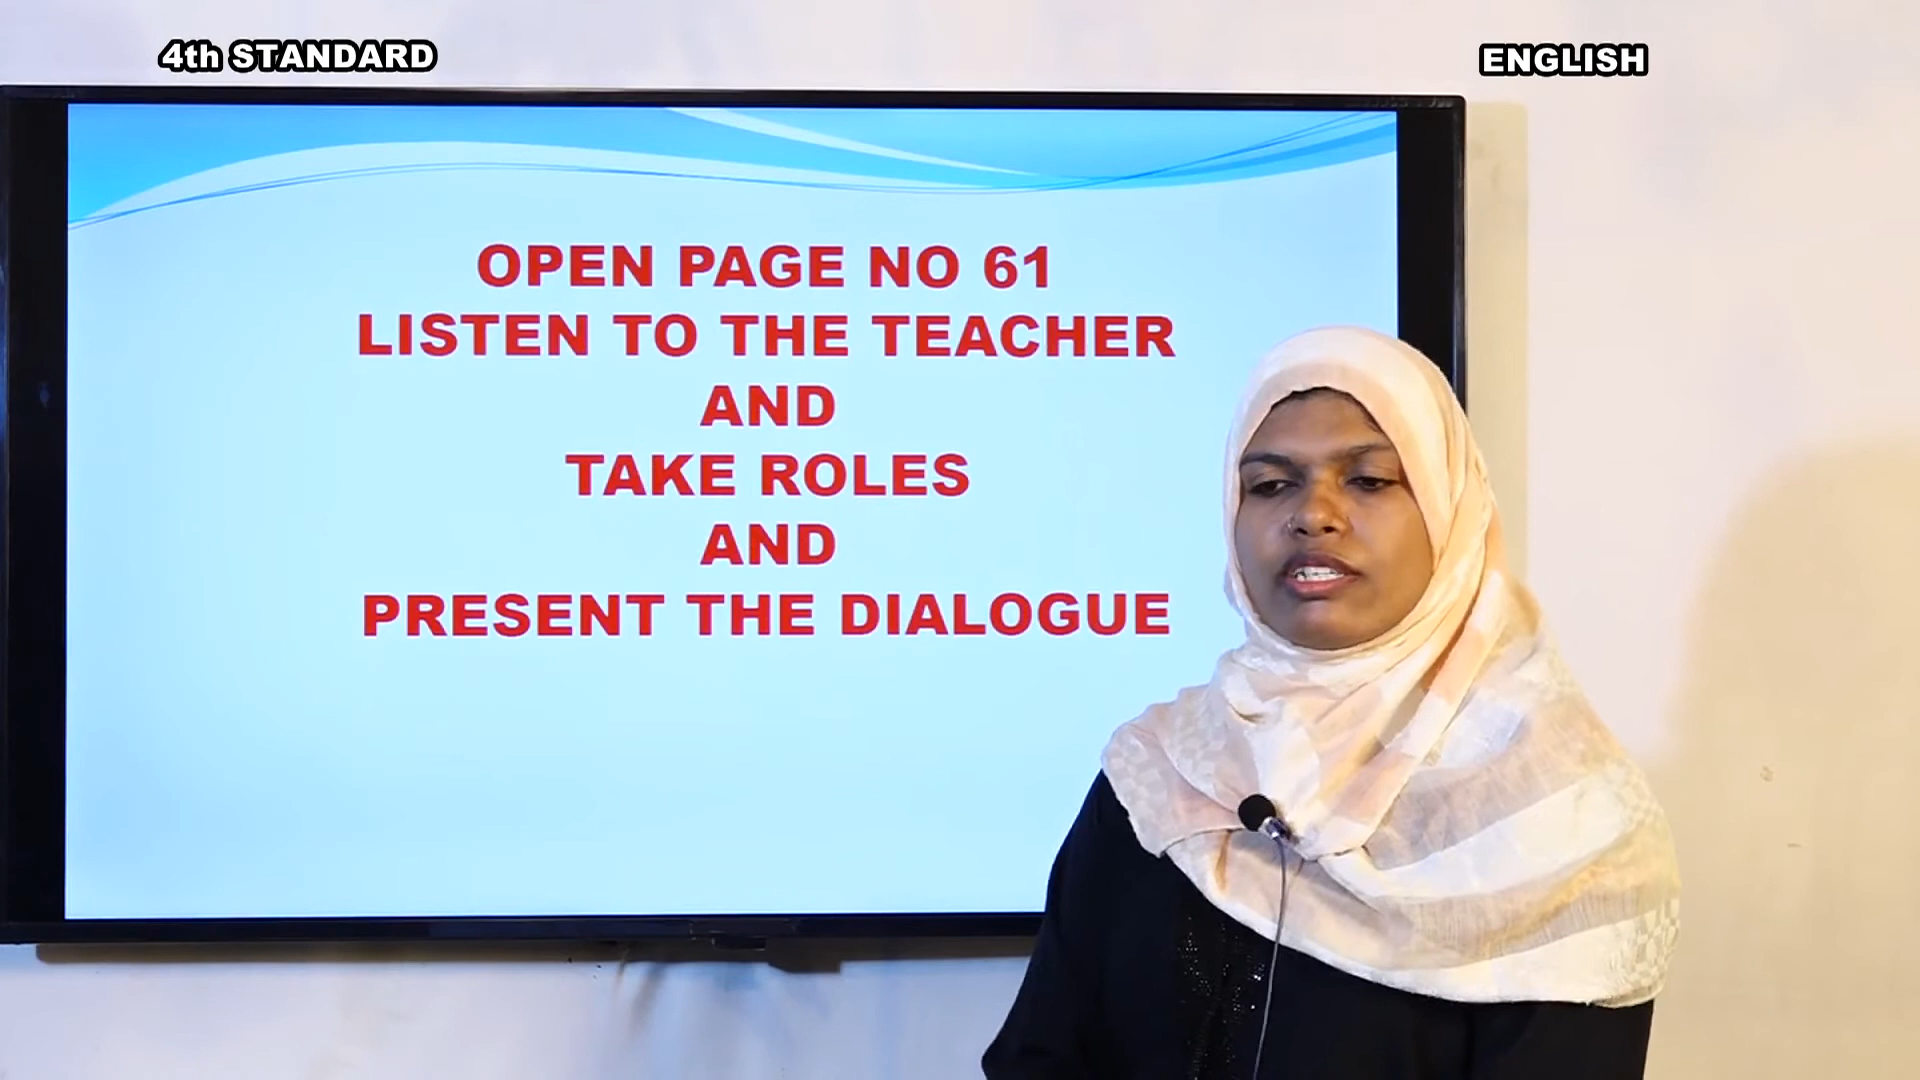 4th STANDARD
ENGLISH
OPEN PAGE NO 61
LISTEN TO THE TEACHER
AND
TAKE ROLES
AND
PRESENT THE DIALOGUE